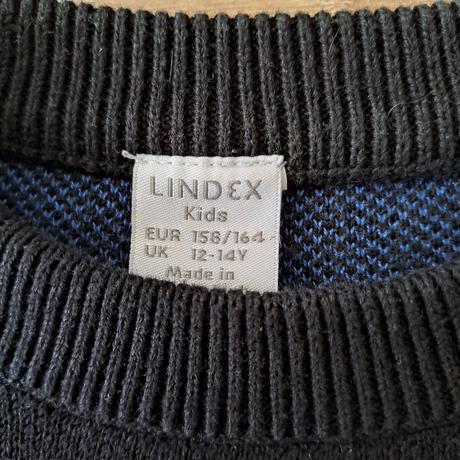 LINDEX
Kids
EUR 158/164
UK 12-14Y
Made in